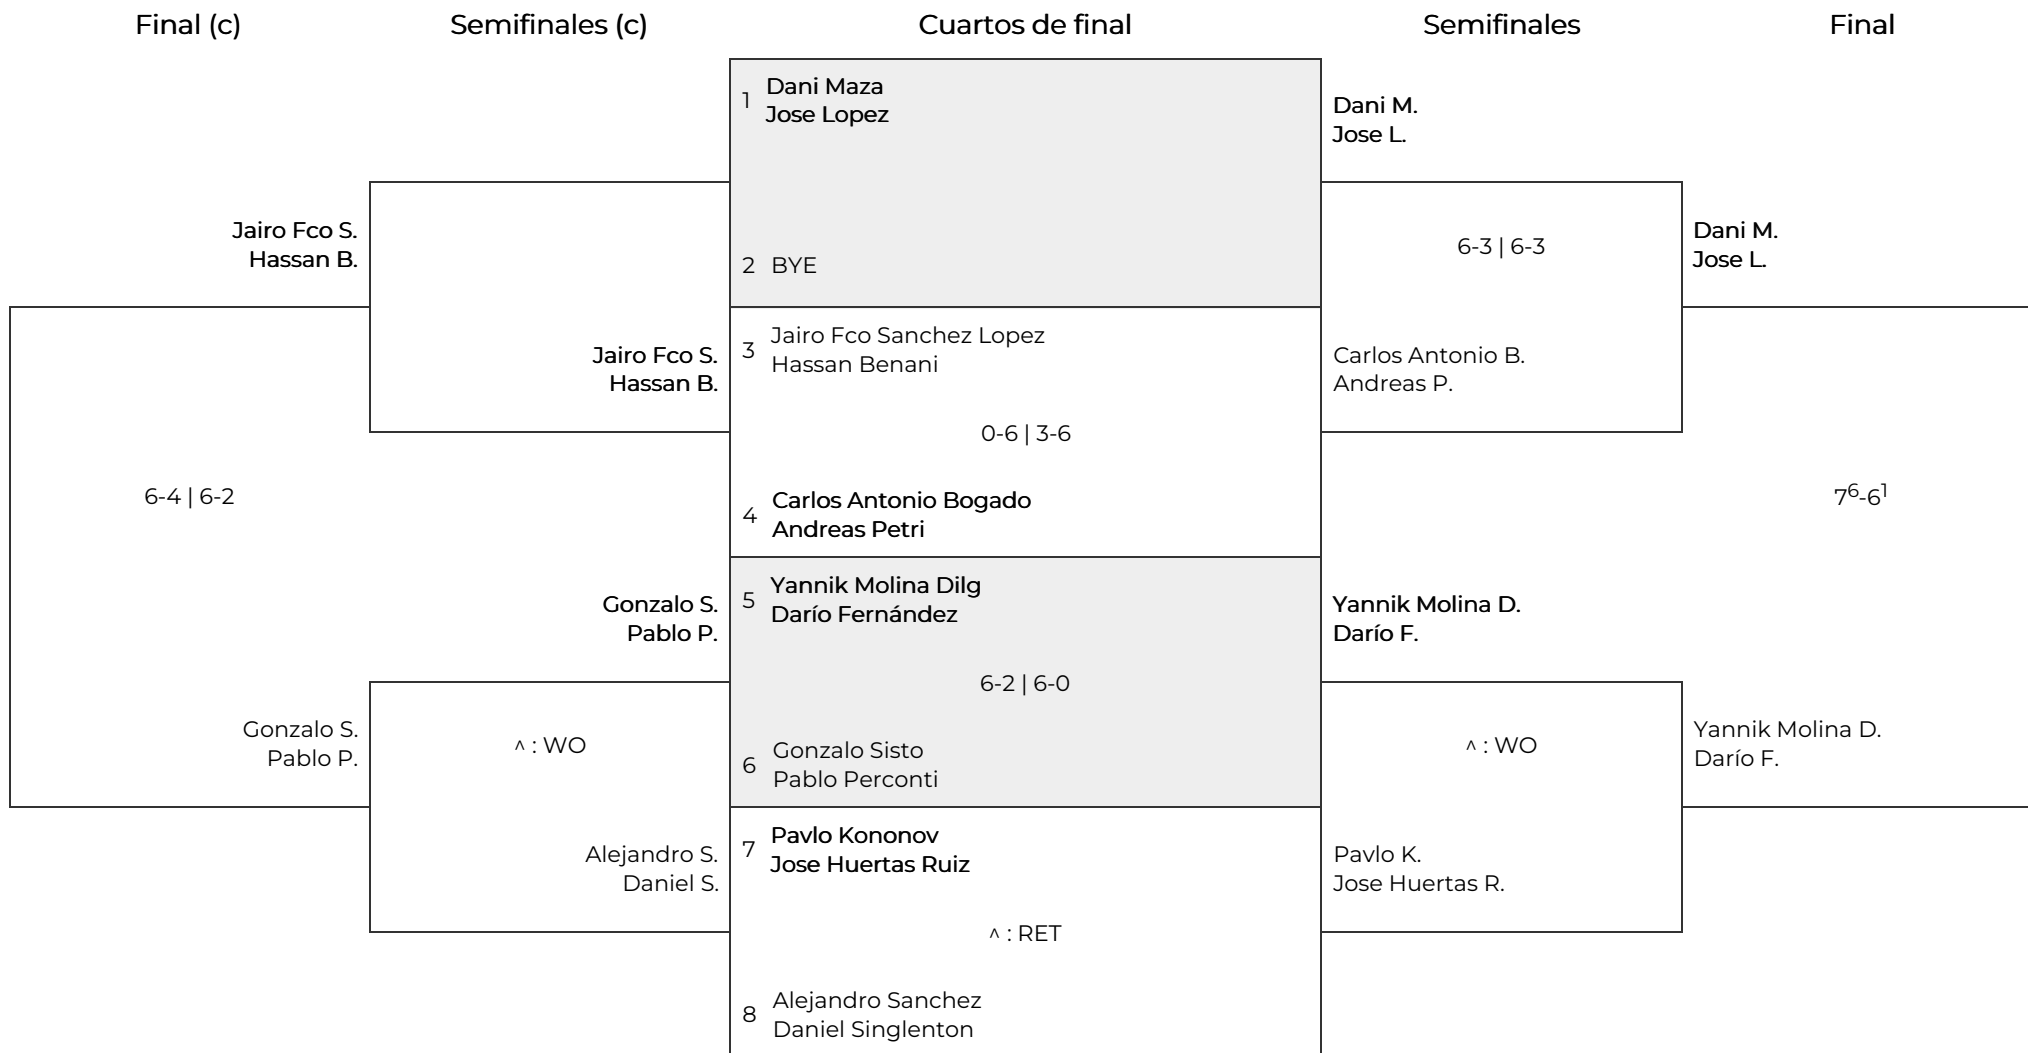 Final (c)
Semifinales (c)
Cuartos de final
Semifinales
Final
Jairo Fco S.
Hassan B.
6-4 | 6-2
Gonzalo S.
Pablo P.
Jairo Fco S.
Hassan B.
Gonzalo S.
Pablo P.
^ : WO
Alejandro S.
Daniel S.
1 Dani Maza
Jose Lopez
2 BYE
3 Jairo Fco Sanchez Lopez
Hassan Benani
0-6 | 3-6
4 Carlos Antonio Bogado
Andreas Petri
5 Yannik Molina Dilg
Darío Fernández
6-2 | 6-0
6 Gonzalo Sisto
Pablo Perconti
7 Pavlo Kononov
Jose Huertas Ruiz
^ : RET
8 Alejandro Sanchez
Daniel Singlenton
Dani M.
Jose L.
6-3 | 6-3
Carlos Antonio B.
Andreas P.
Yannik Molina D.
Darío F.
^ : WO
Pavlo K.
Jose Huertas R.
Dani M.
Jose L.
7⁶-6¹
Yannik Molina D.
Darío F.